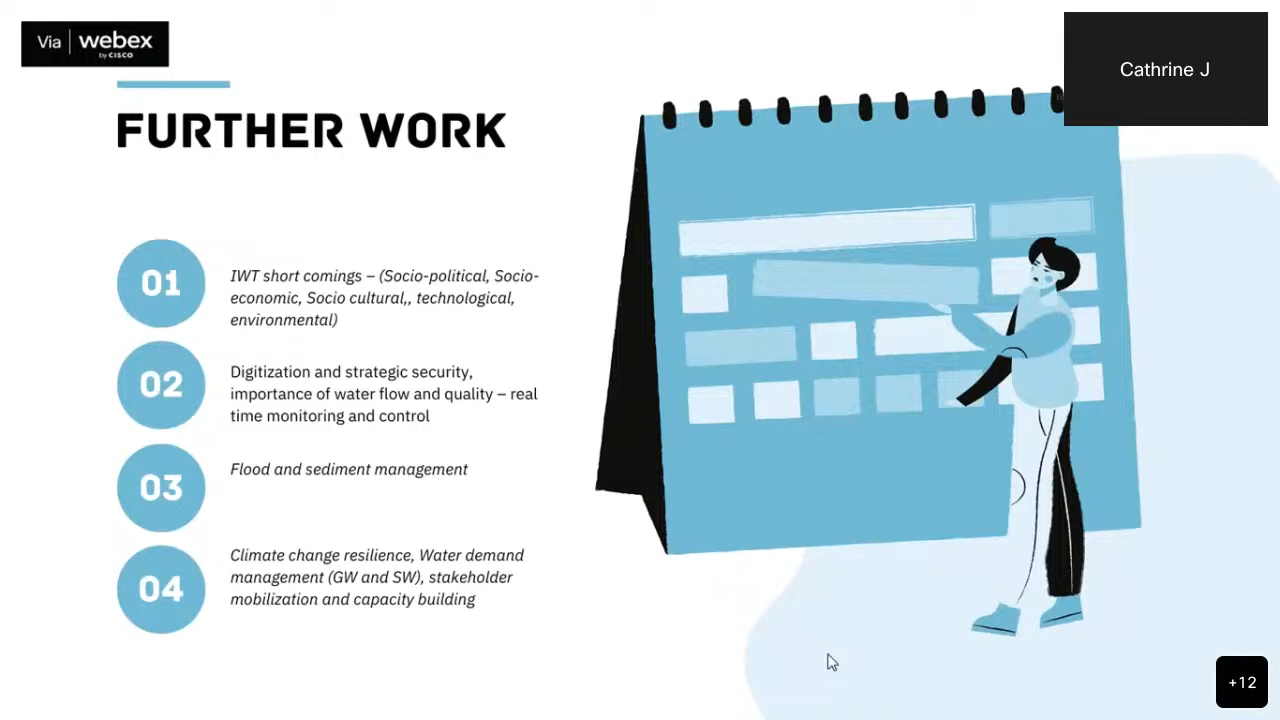 Via | webex
by CISCO
Cathrine J
FURTHER WORK
01
IWT short comings – (Socio-political, Socio-
economic, Socio cultural,, technological,
environmental)
02
Digitization and strategic security,
importance of water flow and quality – real
time monitoring and control
03
Flood and sediment management
04
Climate change resilience, Water demand
management (GW and SW), stakeholder
mobilization and capacity building
+12